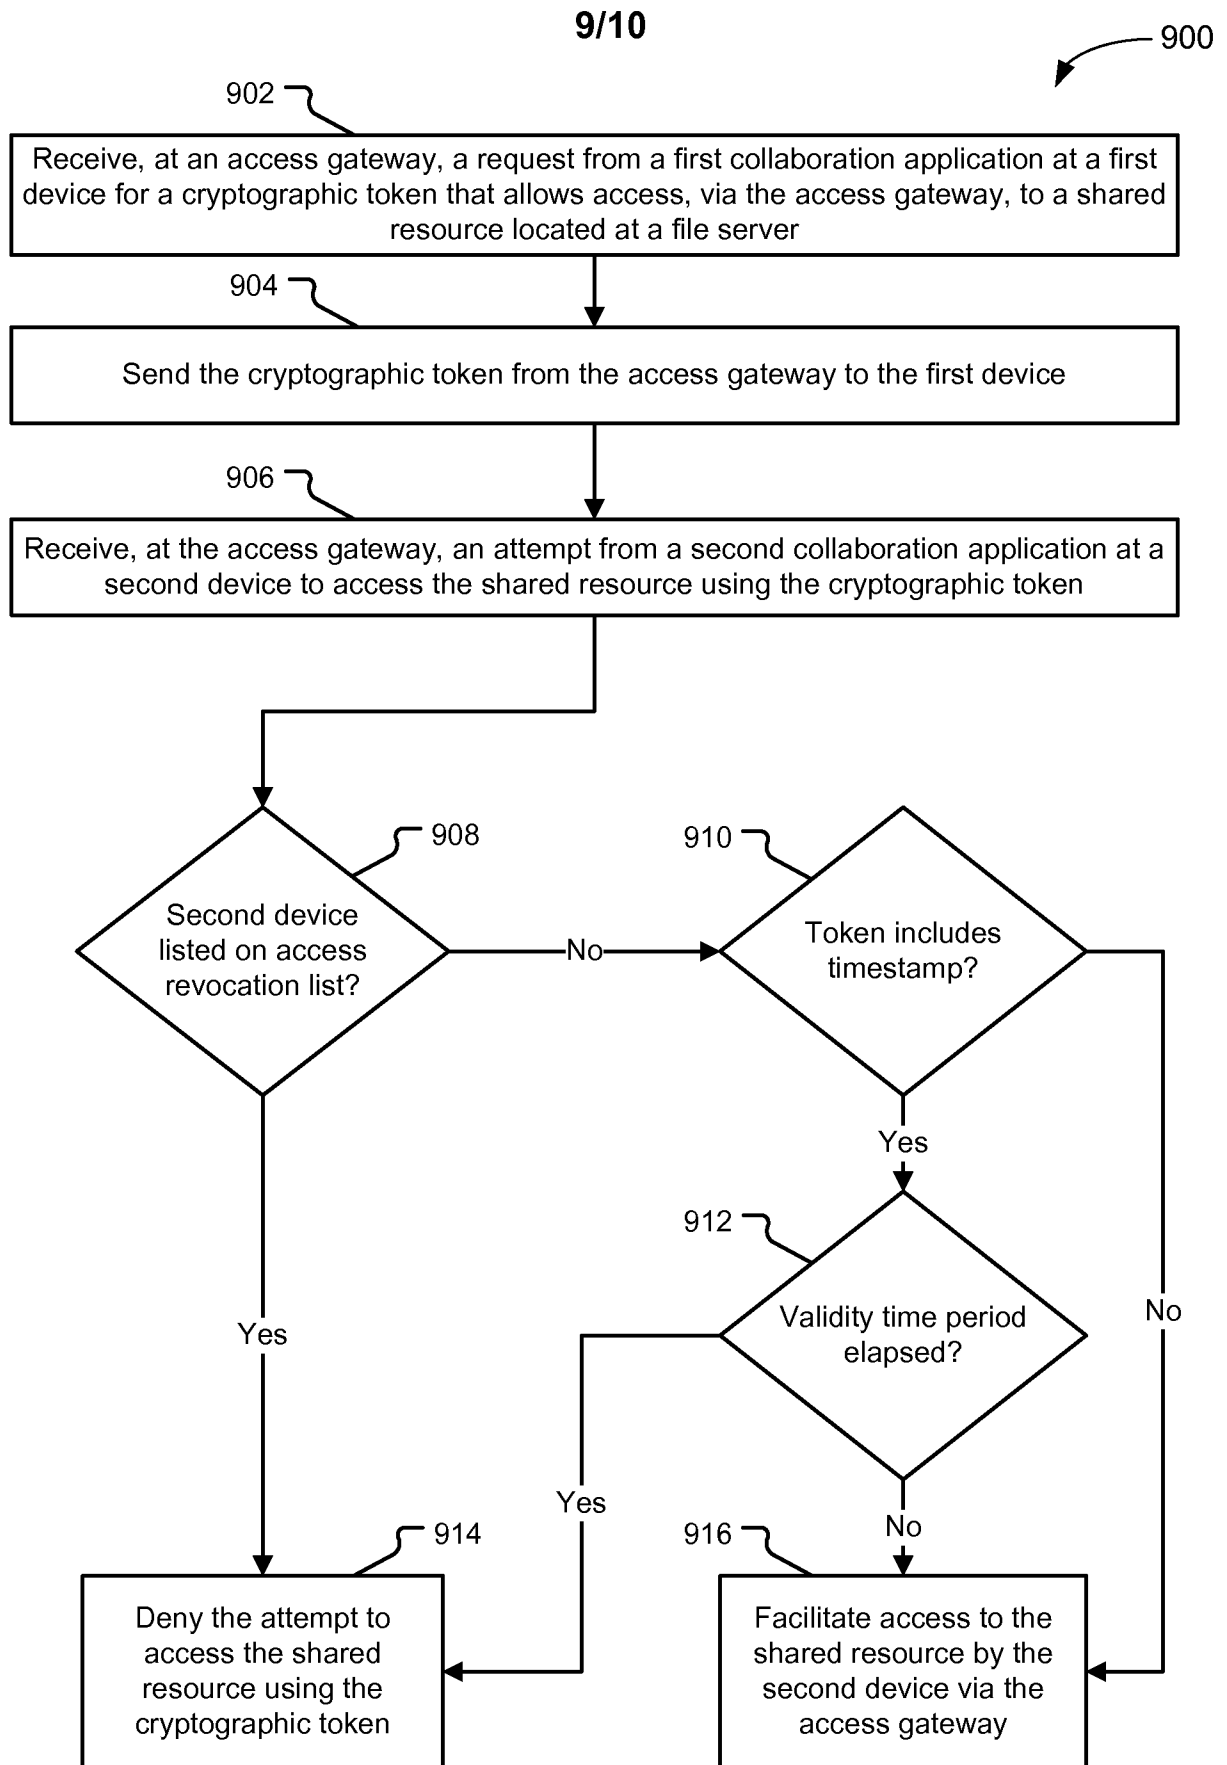 9/10
900
902
Receive, at an access gateway, a request from a first collaboration application at a first
device for a cryptographic token that allows access, via the access gateway, to a shared
resource located at a file server
904
Send the cryptographic token from the access gateway to the first device
906
Receive, at the access gateway, an attempt from a second collaboration application at a
second device to access the shared resource using the cryptographic token
908
Second device
listed on access
revocation list?
No
910
Token includes
timestamp?
Yes
No
912
Validity time period
elapsed?
Yes
Yes
No
914
Deny the attempt to
access the shared
resource using the
cryptographic token
916
Facilitate access to the
shared resource by the
second device via the
access gateway